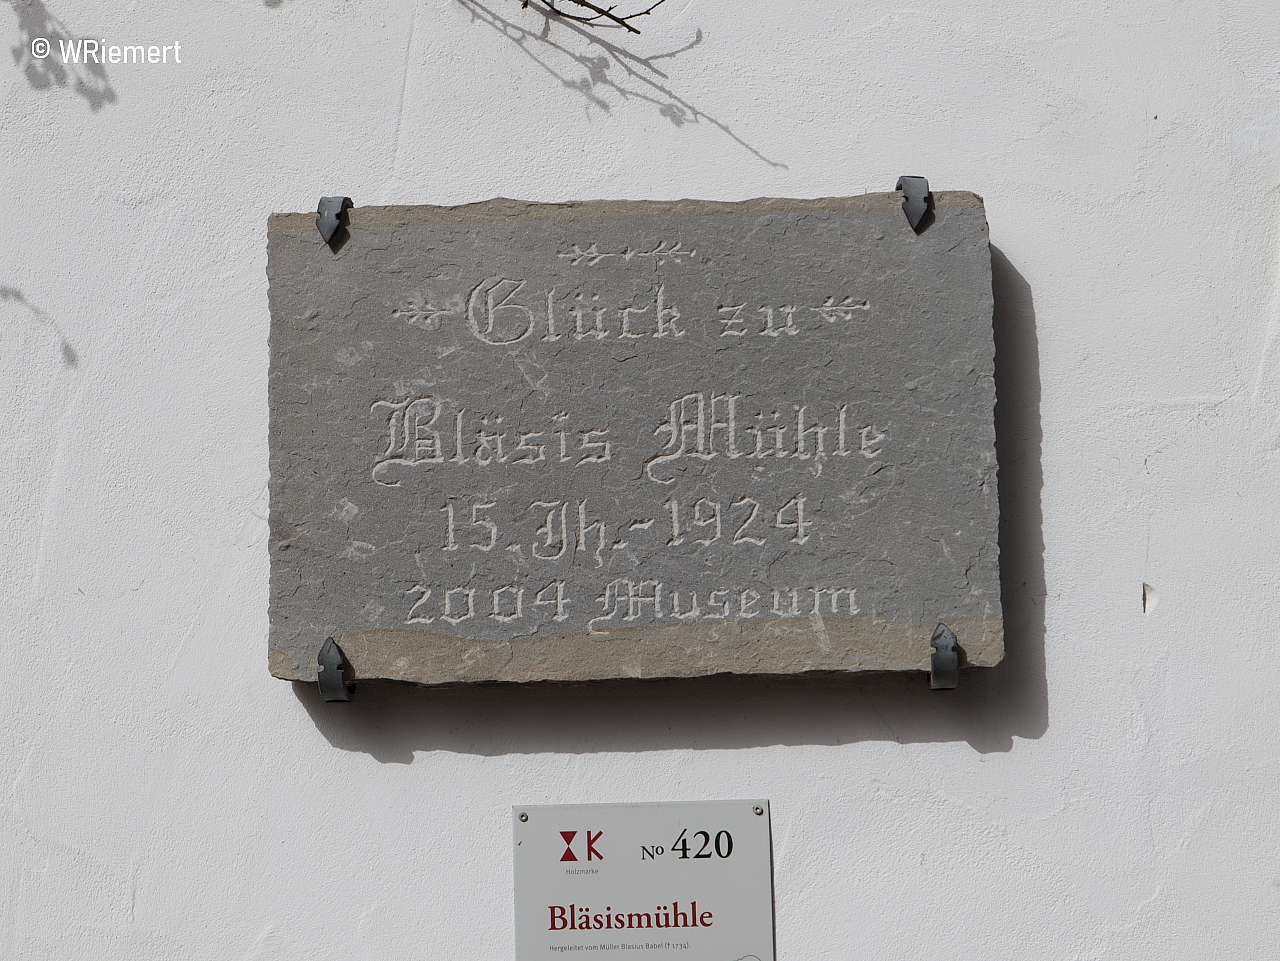 © WRiemert
Glück zu
Bläsis Mühle
15. Jh.-1924
2004 Museum
K
No 420
Holzmarke
Bläsismühle
Hergeleitet vom Müller Blasius Babel († 1734).